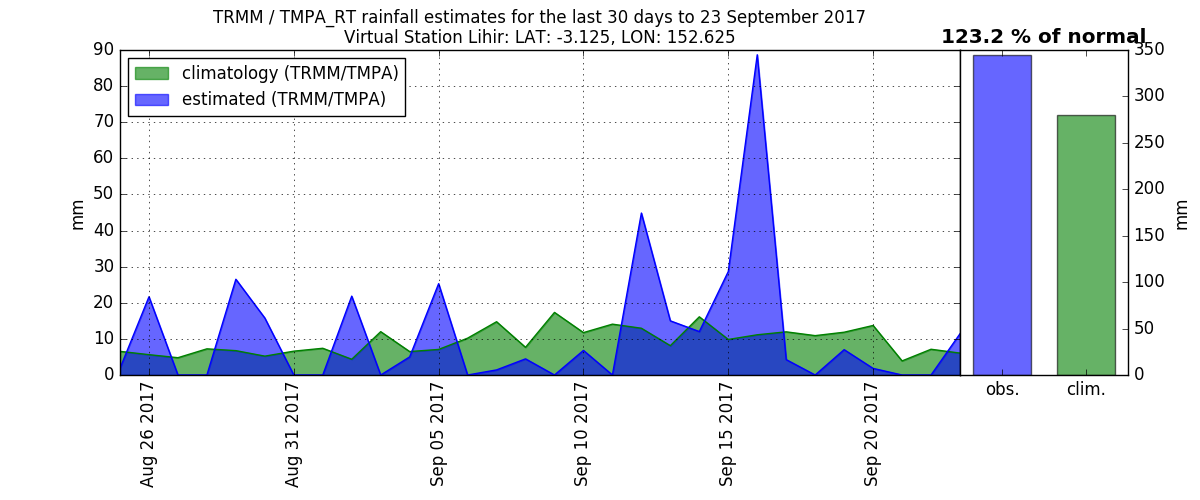 TRMM / TMPA_RT rainfall estimates for the last 30 days to 23 September 2017
Virtual Station Lihir: LAT: -3.125, LON: 152.625
123.2 % of normal
climatology (TRMM/TMPA)
estimated (TRMM/TMPA)
90
80
70
60
50
40
30
20
10
0
mm
Aug 26 2017
Aug 31 2017
Sep 05 2017
Sep 10 2017
Sep 15 2017
Sep 20 2017
350
300
250
200
150
100
50
0
mm
obs.
clim.